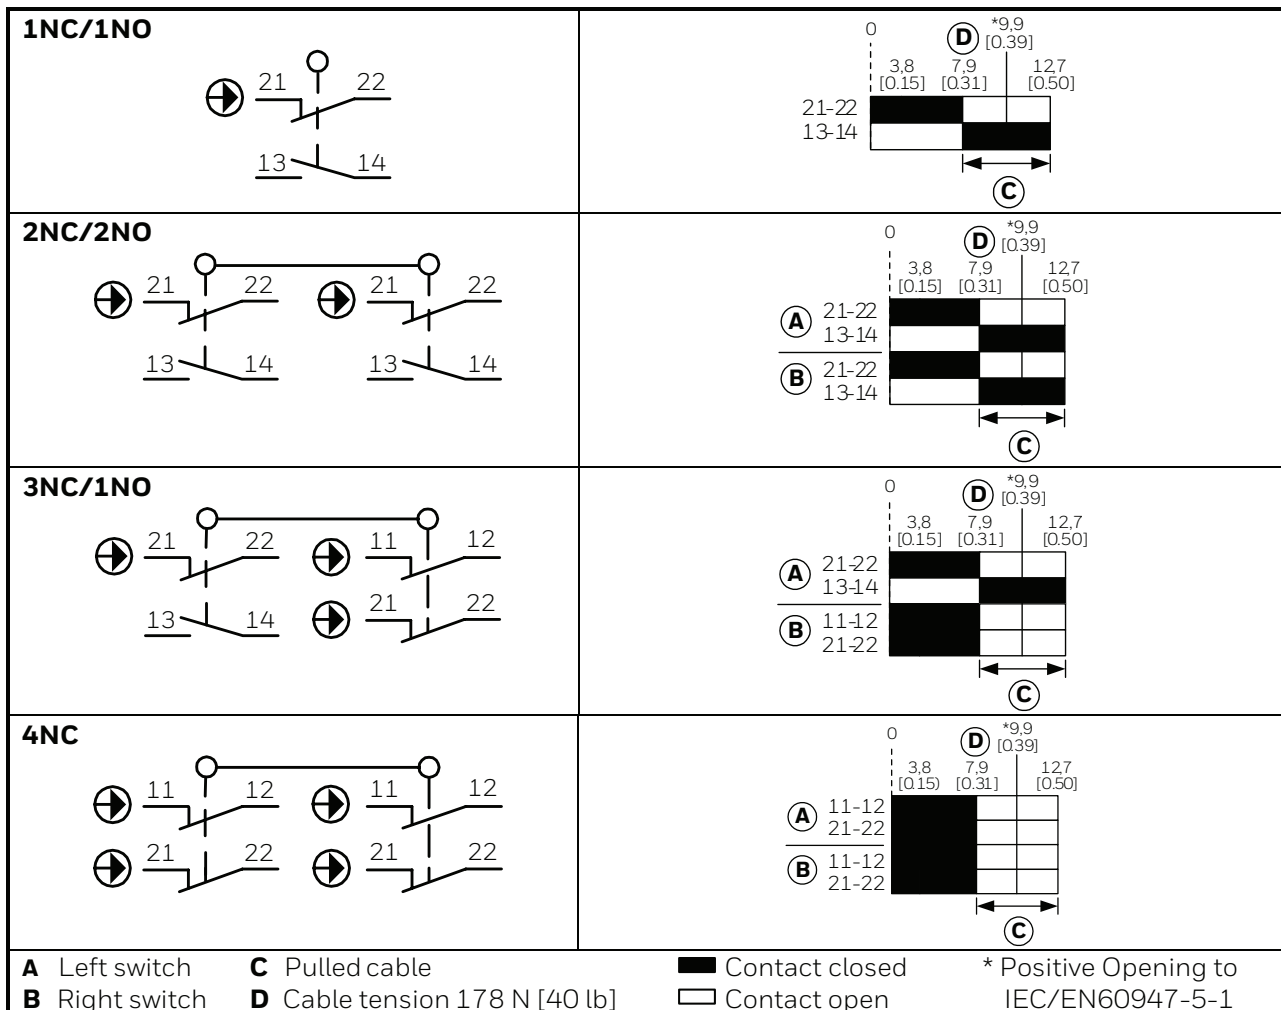 1NC/1NO
21 22
13 14
0
D *9,9
[0.39]
3,8 7,9 12,7
[0.15] [0.31] [0.50]
21-22
13-14
C
2NC/2NO
21 22 21 22
13 14 13 14
0
D *9,9
[0.39]
3,8 7,9 12,7
[0.15] [0.31] [0.50]
A 21-22
13-14
B 21-22
13-14
C
3NC/1NO
21 22 11 12
13 14 21 22
0
D *9,9
[0.39]
3,8 7,9 12,7
[0.15] [0.31] [0.50]
A 21-22
13-14
B 11-12
21-22
C
4NC
11 12 11 12
21 22 21 22
0
D *9,9
[0.39]
3,8 7,9 12,7
[0.15) [0.31] [0.50]
A 11-12
21-22
B 11-12
21-22
C
A Left switch C Pulled cable Contact closed * Positive Opening to
B Right switch D Cable tension 178 N [40 lb] Contact open IEC/EN60947-5-1